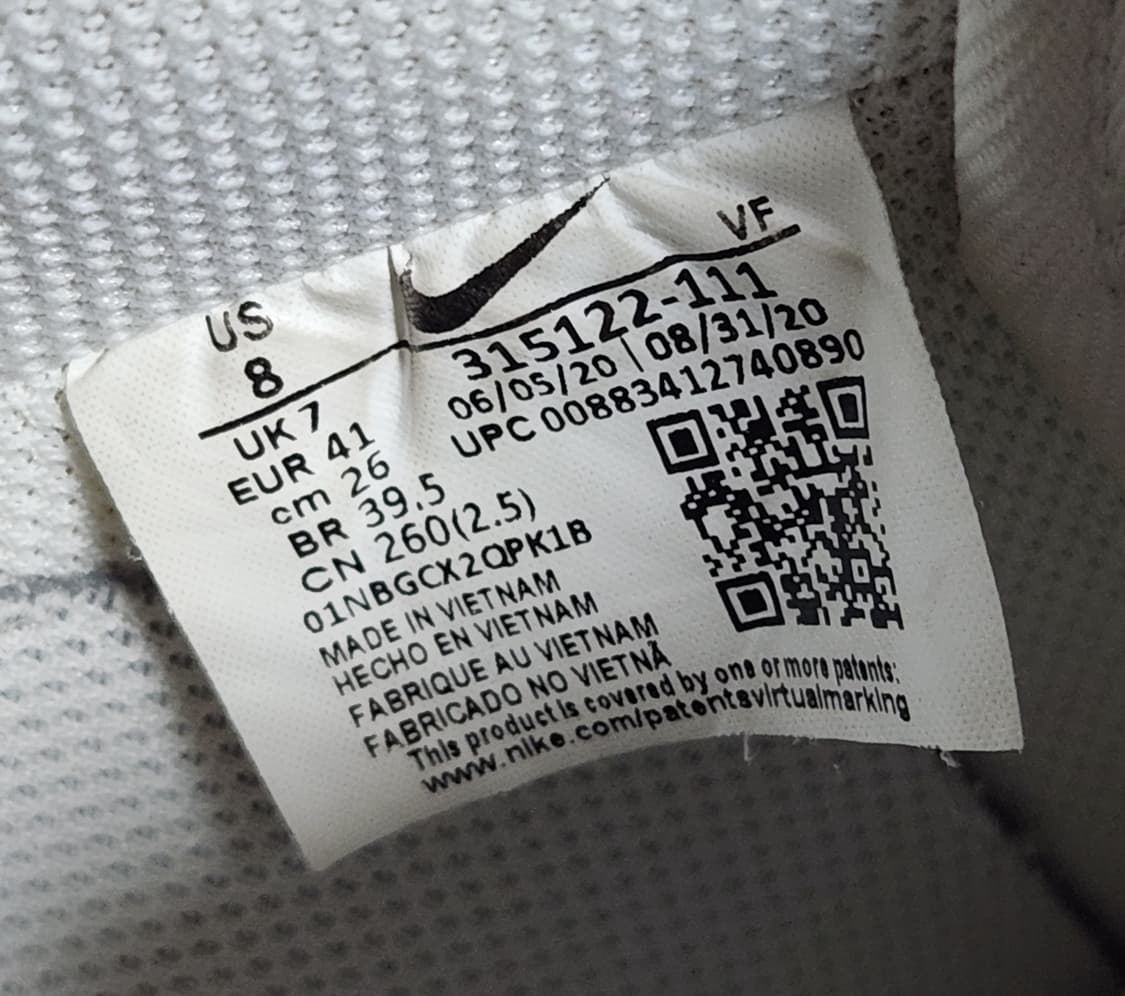 US
8
VF
315122-111
06/05/20 | 08/31/20
UPC 00883412740890
UK 7
EUR 41
cm 26
BR 39.5
CN 260(2.5)
01NBGCX2QPK1B
MADE IN VIETNAM
HECHO EN VIETNAM
FABRIQUE AU VIETNAM
FABRICADO NO VIETNÃ
This product is covered by one or more patents:
www.nike.com/patentsvirtualmarking